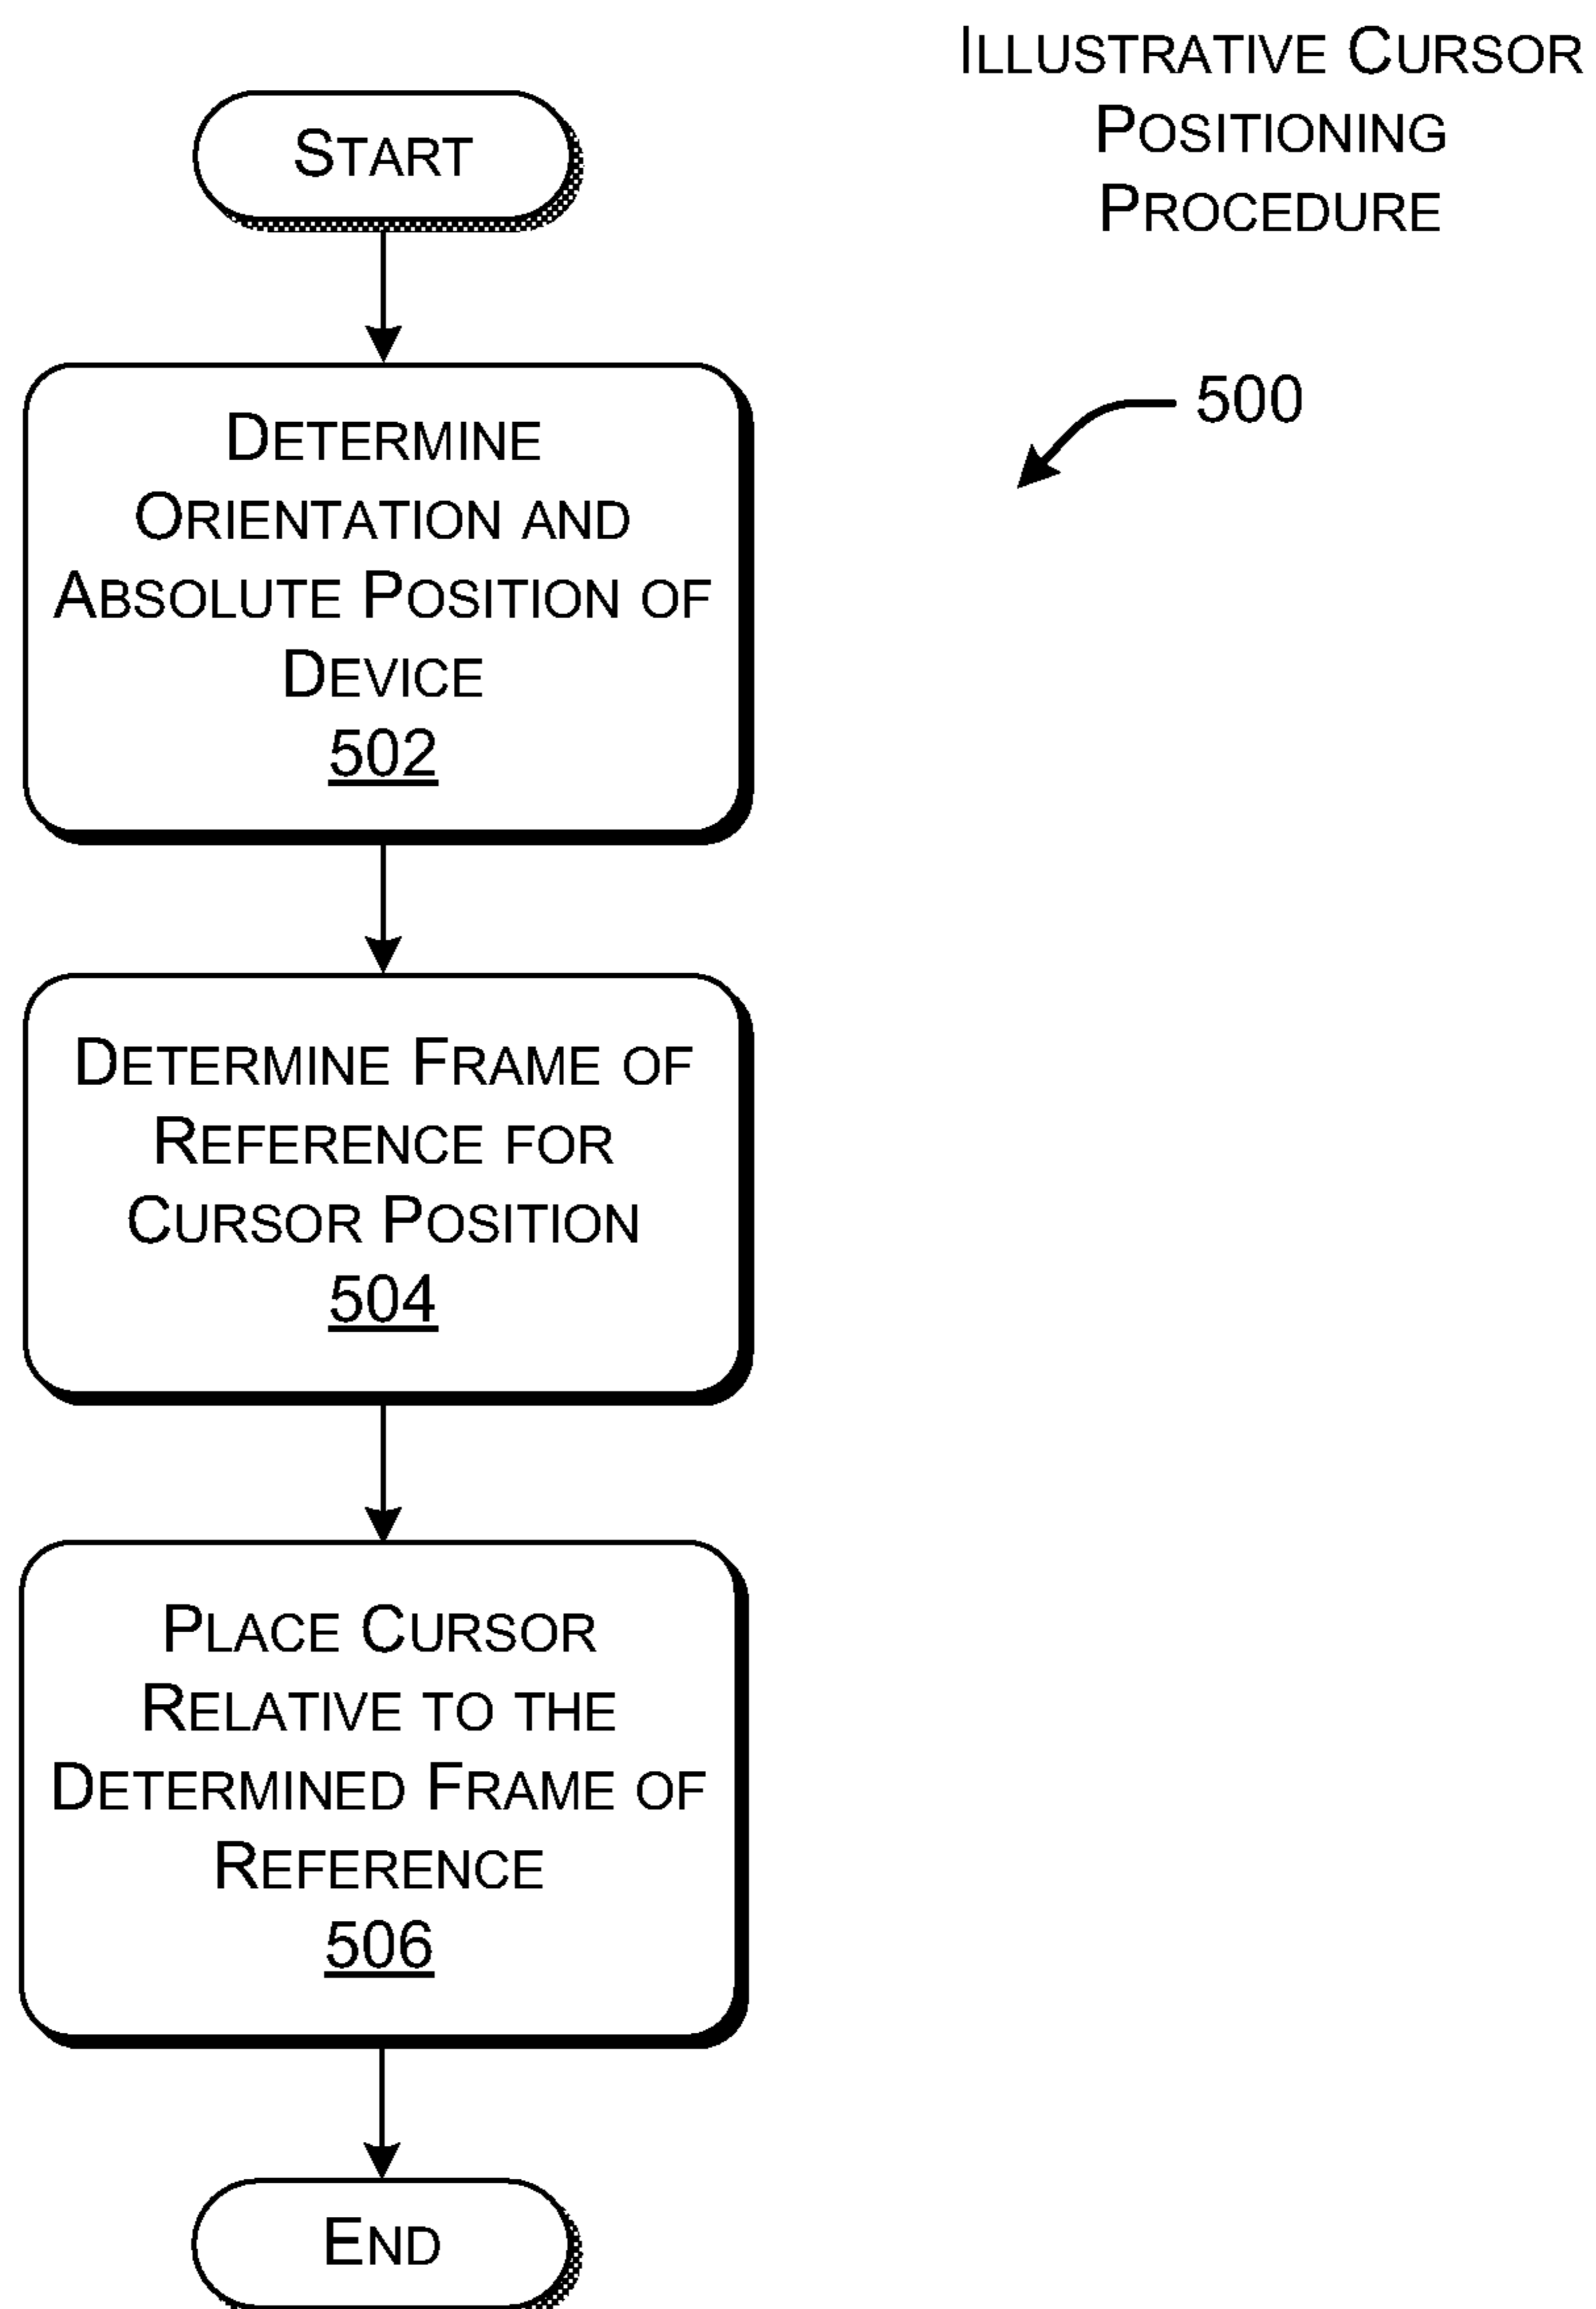 ILLUSTRATIVE CURSOR
POSITIONING
PROCEDURE
500
START
DETERMINE
ORIENTATION AND
ABSOLUTE POSITION OF
DEVICE
502
DETERMINE FRAME OF
REFERENCE FOR
CURSOR POSITION
504
PLACE CURSOR
RELATIVE TO THE
DETERMINED FRAME OF
REFERENCE
506
END